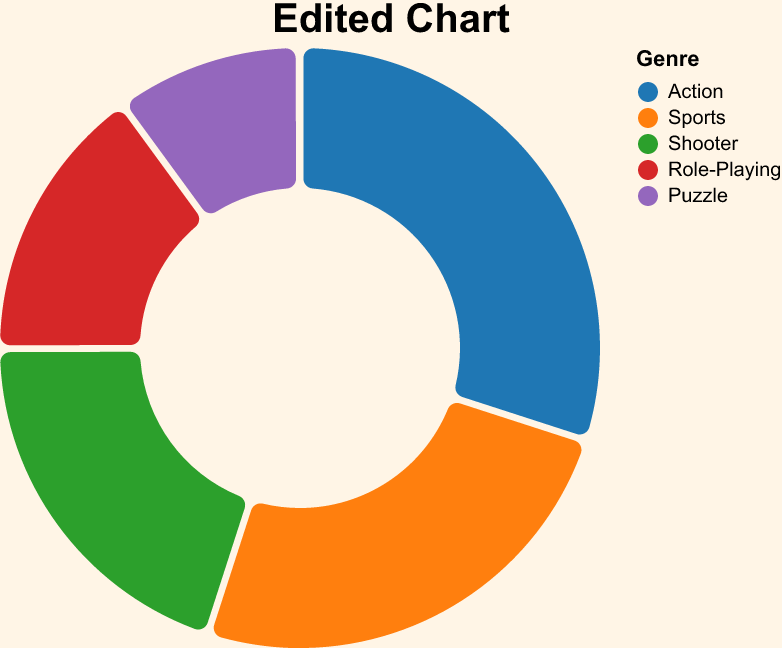 Edited Chart
Genre
Action
Sports
Shooter
Role-Playing
Puzzle